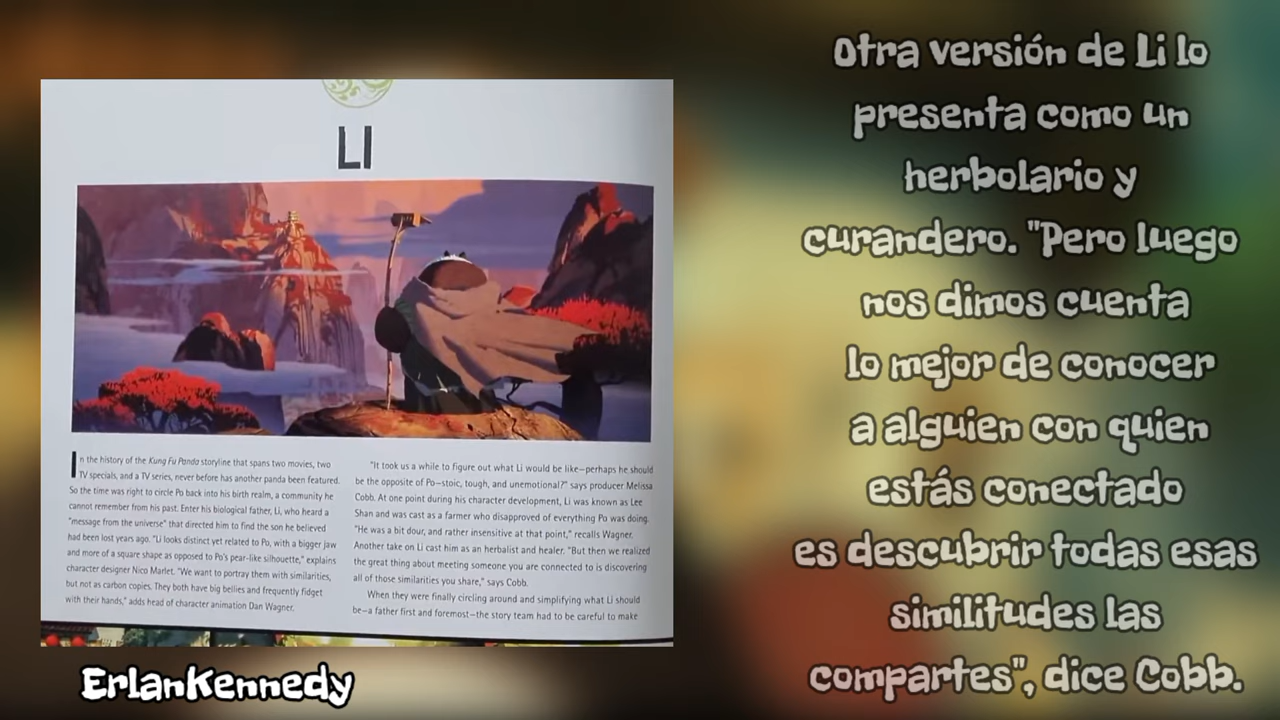 LI
In the history of the Kung Fu Panda storyline that spans two movies, two
TV specials, and a TV series, never before has another panda been featured.
So the time was right to circle Po back into his birth realm, a community he
cannot remember from his past. Enter his biological father, Li, who heard a
"message from the universe" that directed him to find the son he believed
had been lost years ago. "Li looks distinct yet related to Po, with a bigger jaw
and more of a square shape as opposed to Po's pear-like silhouette," explains
character designer Nico Marlet. "We want to portray them with similarities,
but not as carbon copies. They both have big bellies and frequently fidget
with their hands," adds head of character animation Dan Wagner.
"It took us a while to figure out what Li would be like—perhaps he should
be the opposite of Po—stoic, tough, and unemotional?" says producer Melissa
Cobb. At one point during his character development, Li was known as Lee
Shan and was cast as a farmer who disapproved of everything Po was doing.
"He was a bit dour, and rather insensitive at that point," recalls Wagner.
Another take on Li cast him as an herbalist and healer. "But then we realized
the great thing about meeting someone you are connected to is discovering
all of those similarities you share," says Cobb.
When they were finally circling around and simplifying what Li should
be—a father first and foremost—the story team had to be careful to make
ErlanKennedy
Otra versión de Li lo
presenta como un
herbolario y
curandero. "Pero luego
nos dimos cuenta
lo mejor de conocer
a alguien con quien
estás conectado
es descubrir todas esas
similitudes las
compartes", dice Cobb.